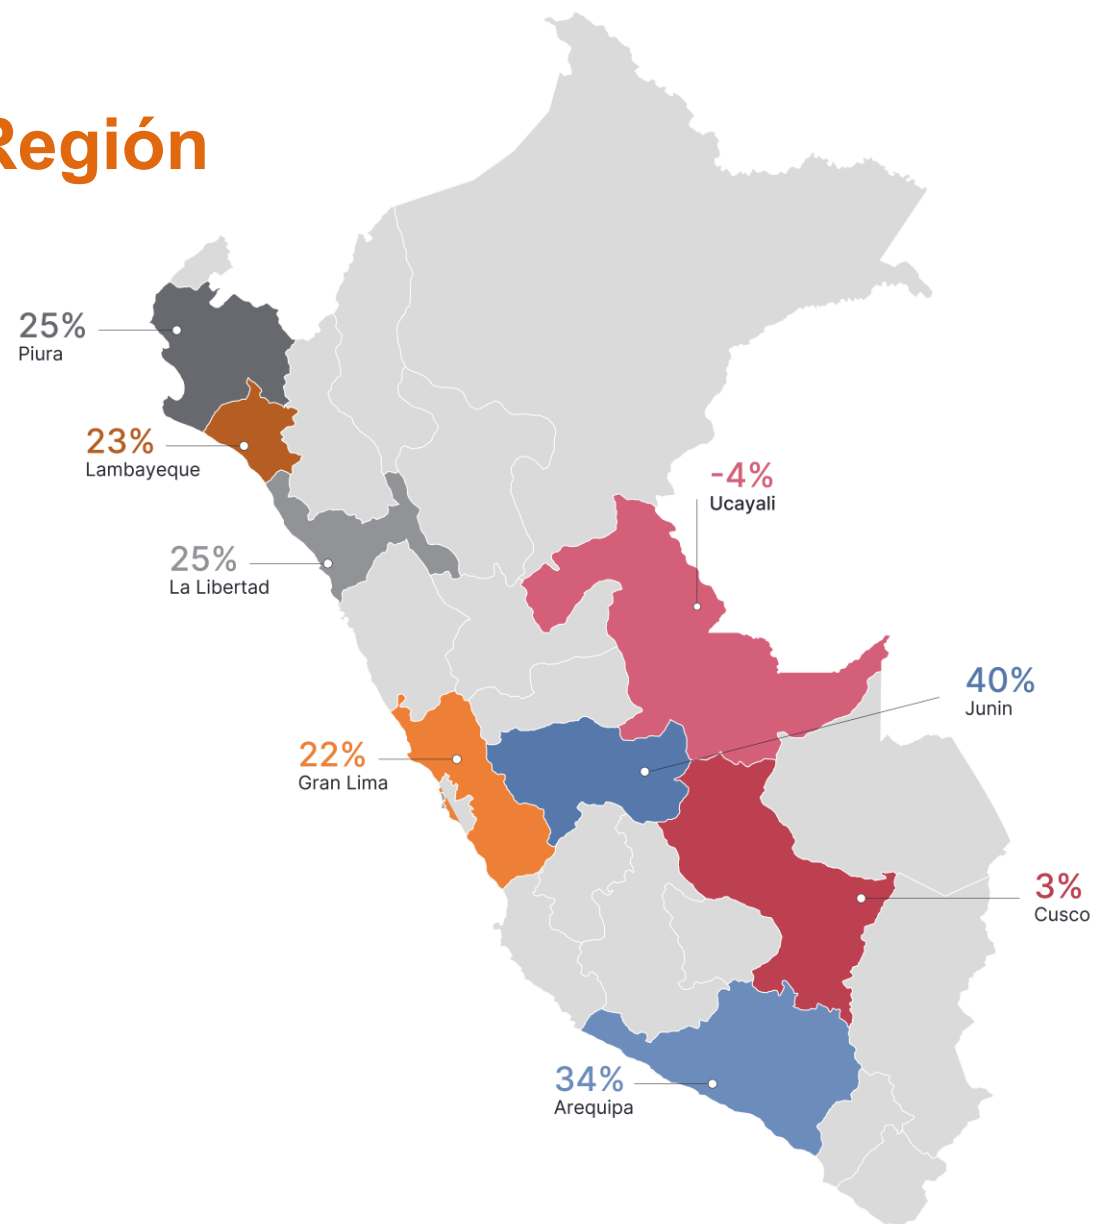 Región
25%
Piura
23%
Lambayeque
-4%
Ucayali
25%
La Libertad
40%
Junin
22%
Gran Lima
3%
Cusco
34%
Arequipa